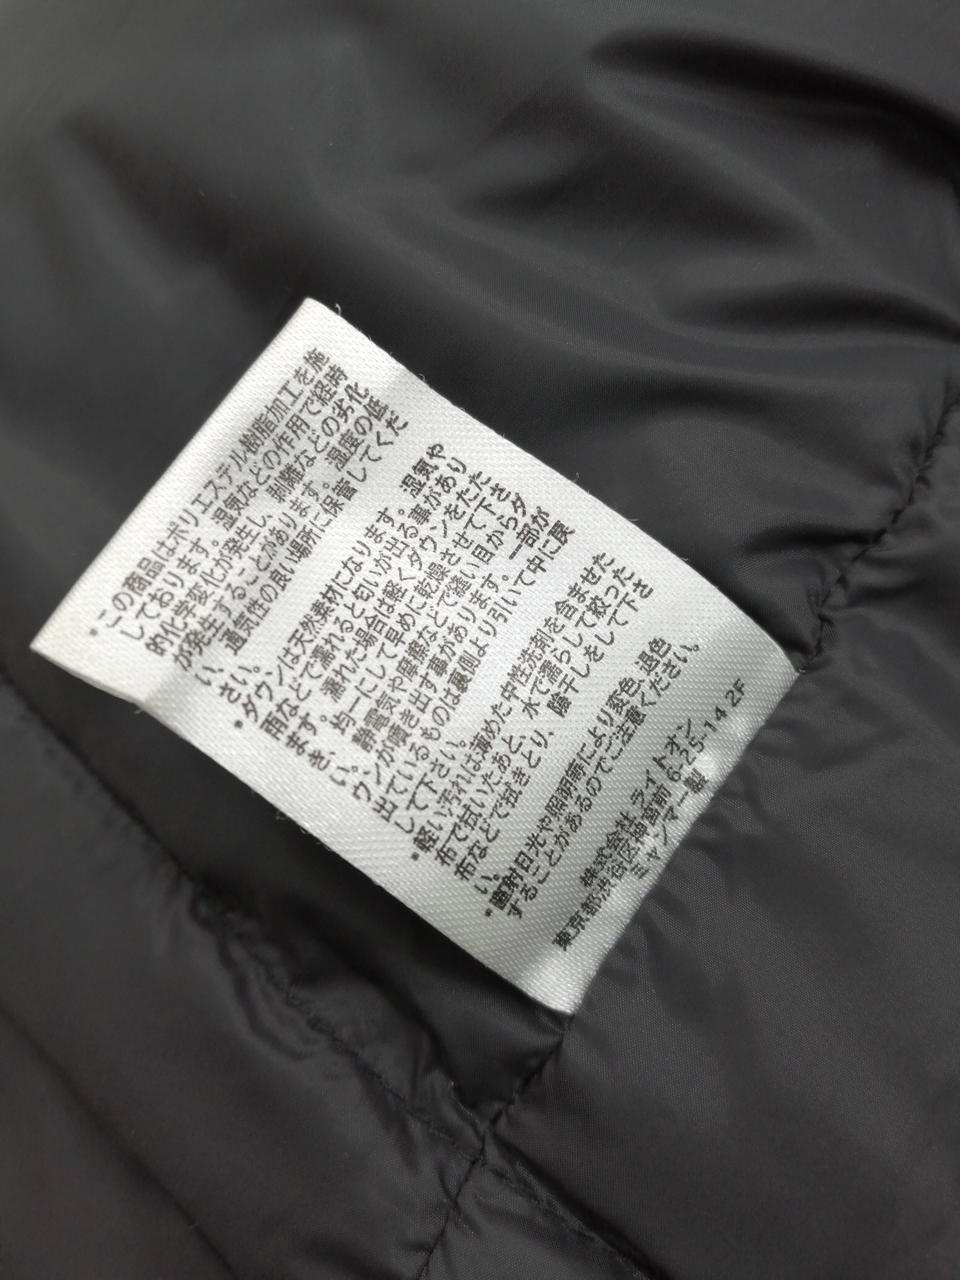 *この商品はポリエステル樹脂加工を施
しております。湿気などの作用で経時
的化学変化が発生し、剥離などの劣化
が発生することがあります。湿度の低
い、通気性の良い場所に保管してくだ
さい。
*ダウンは天然素材になります。湿気や
雨などで濡れると匂いが出る事があり
ます。濡れた場合は軽くダウンをたた
き、均一にして早めに乾燥させて下さ
い。静電気や摩擦などで縫い目からダ
ウンが噴き出す事があります。一部が
出ているものは裏側より引いて中に戻
して下さい。
*軽い汚れは薄めた中性洗剤を含ませた
布で拭いたあと、水で濡らして絞った
布などで拭きとり、陰干しをして下さ
い。
*直射日光や照明等により変色、退色
することがあるのでご注意ください。
株式会社 ライトオン
東京都渋谷区神宮前 6-25-14 2F
ミャンマー製